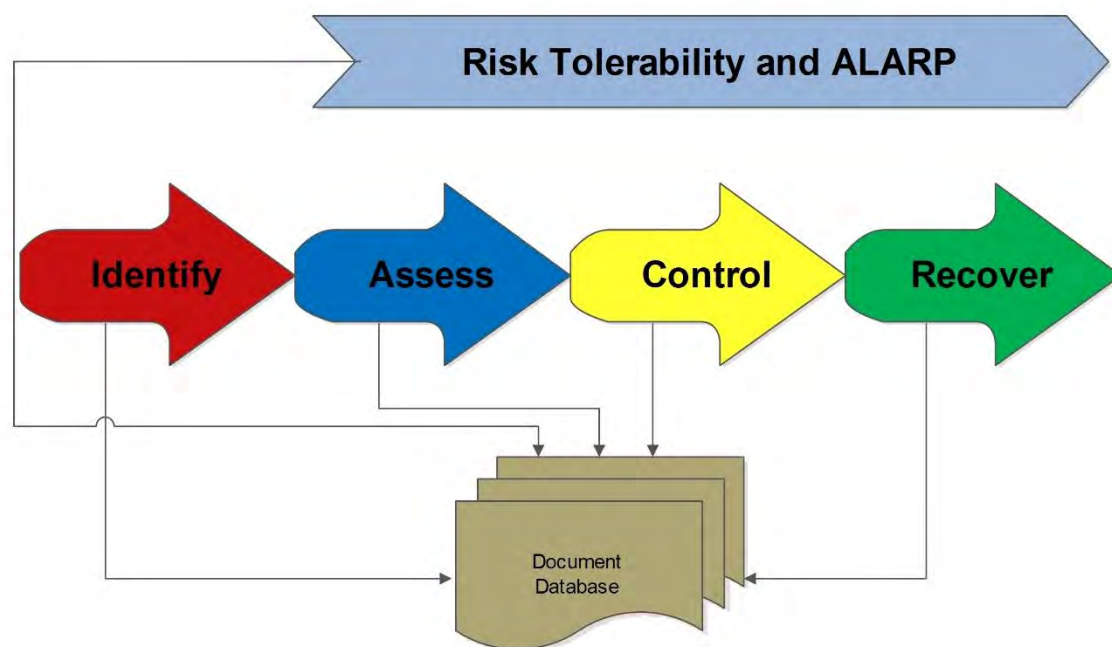 Risk Tolerability and ALARP
Identify
Assess
Control
Recover
Document
Database